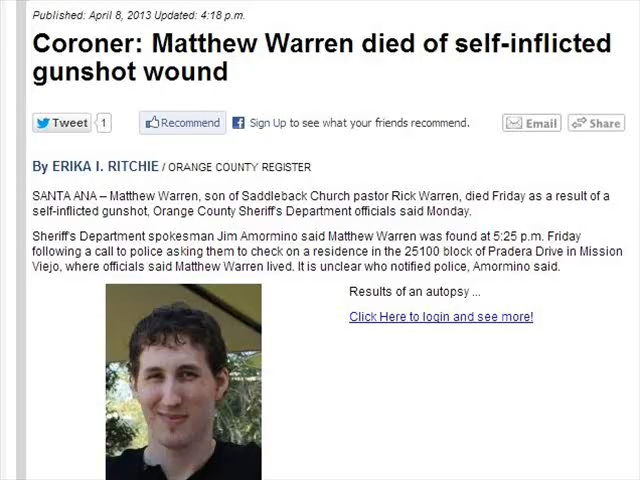 Published: April 8, 2013 Updated: 4:18 p.m.
Coroner: Matthew Warren died of self-inflicted
gunshot wound
Tweet 1 Recommend Sign Up to see what your friends recommend. Email Share
By ERIKA I. RITCHIE / ORANGE COUNTY REGISTER
SANTA ANA – Matthew Warren, son of Saddleback Church pastor Rick Warren, died Friday as a result of a
self-inflicted gunshot, Orange County Sheriff's Department officials said Monday.
Sheriff's Department spokesman Jim Amormino said Matthew Warren was found at 5:25 p.m. Friday
following a call to police asking them to check on a residence in the 25100 block of Pradera Drive in Mission
Viejo, where officials said Matthew Warren lived. It is unclear who notified police, Amormino said.
Results of an autopsy ...
Click Here to login and see more!